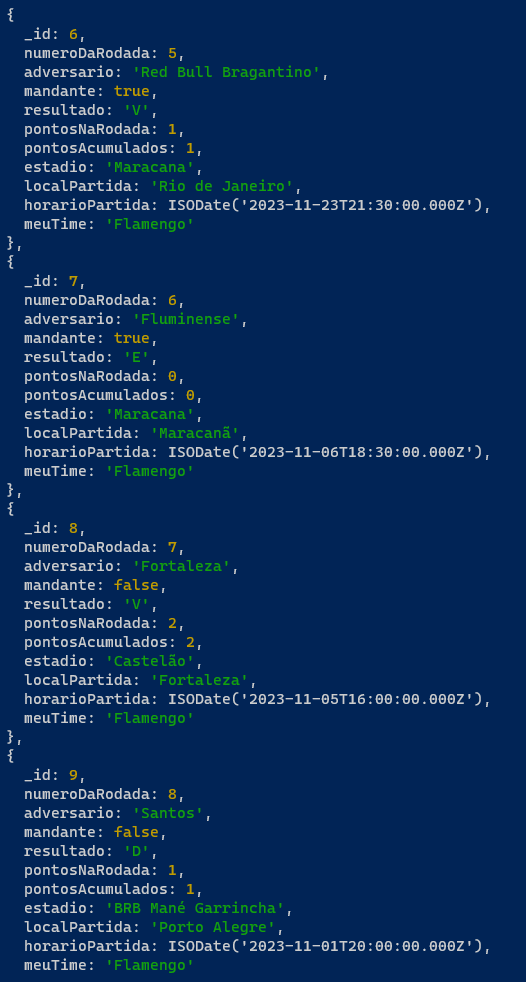 {
  _id: 6,
  numeroDaRodada: 5,
  adversario: 'Red Bull Bragantino',
  mandante: true,
  resultado: 'V',
  pontosNaRodada: 1,
  pontosAcumulados: 1,
  estadio: 'Maracana',
  localPartida: 'Rio de Janeiro',
  horarioPartida: ISODate('2023-11-23T21:30:00.000Z'),
  meuTime: 'Flamengo'
},
{
  _id: 7,
  numeroDaRodada: 6,
  adversario: 'Fluminense',
  mandante: true,
  resultado: 'E',
  pontosNaRodada: 0,
  pontosAcumulados: 0,
  estadio: 'Maracana',
  localPartida: 'Maracanã',
  horarioPartida: ISODate('2023-11-06T18:30:00.000Z'),
  meuTime: 'Flamengo'
},
{
  _id: 8,
  numeroDaRodada: 7,
  adversario: 'Fortaleza',
  mandante: false,
  resultado: 'V',
  pontosNaRodada: 2,
  pontosAcumulados: 2,
  estadio: 'Castelão',
  localPartida: 'Fortaleza',
  horarioPartida: ISODate('2023-11-05T16:00:00.000Z'),
  meuTime: 'Flamengo'
},
{
  _id: 9,
  numeroDaRodada: 8,
  adversario: 'Santos',
  mandante: false,
  resultado: 'D',
  pontosNaRodada: 1,
  pontosAcumulados: 1,
  estadio: 'BRB Mané Garrincha',
  localPartida: 'Porto Alegre',
  horarioPartida: ISODate('2023-11-01T20:00:00.000Z'),
  meuTime: 'Flamengo'